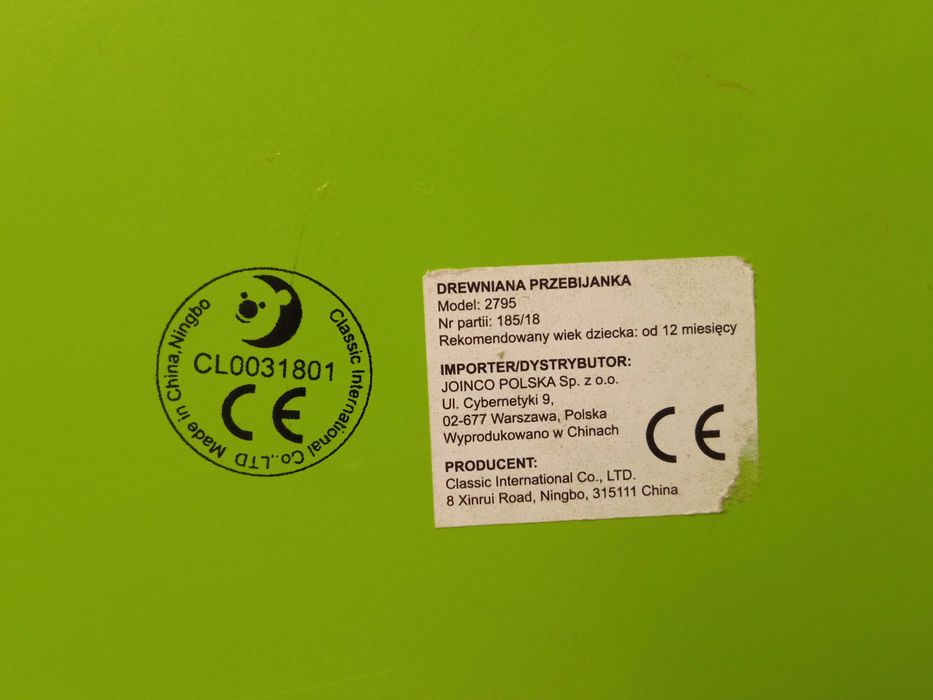 Made in China.Ningbo
Classic International Co.,LTD
CL0031801
CE
DREWNIANA PRZEBIJANKA
Model: 2795
Nr partii: 185/18
Rekomendowany wiek dziecka: od 12 miesięcy
IMPORTER/DYSTRYBUTOR:
JOINCO POLSKA Sp. z o.o.
Ul. Cybernetyki 9,
02-677 Warszawa, Polska
Wyprodukowano w Chinach
CE
PRODUCENT:
Classic International Co., LTD.
8 Xinrui Road, Ningbo, 315111 China